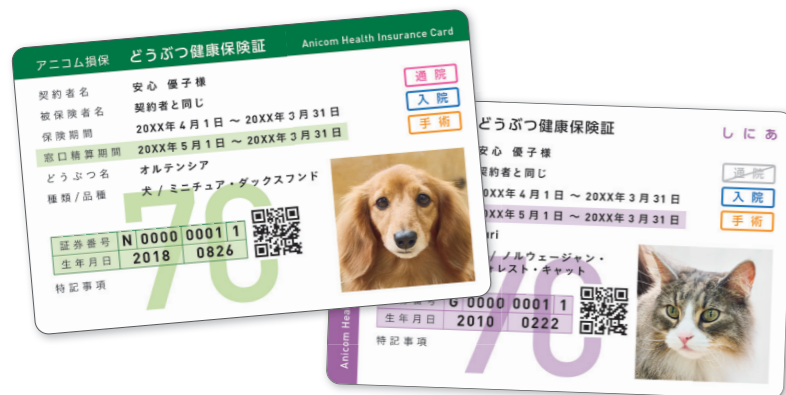 アニコム損保 どうぶつ健康保険証 Anicom Health Insurance Card
契約者名 安心 優子様
被保険者名 契約者と同じ
保険期間 20XX年4月1日 ～ 20XX年3月31日
窓口精算期間 20XX年5月1日 ～ 20XX年3月31日
どうぶつ名 オルテンシア
種類/品種 犬 / ミニチュア・ダックスフンド
通院
入院
手術
70
証券番号 N 0000 0001 1
生年月日 2018 0826
特記事項
どうぶつ健康保険証 しにあ
安心 優子様
契約者と同じ
20XX年4月1日 ～ 20XX年3月31日
20XX年5月1日 ～ 20XX年3月31日
/ ノルウェージャン・
レスト・キャット
通院
入院
手術
70
番号 G 0000 0001 1
生年月日 2010 0222
特記事項
Anicom